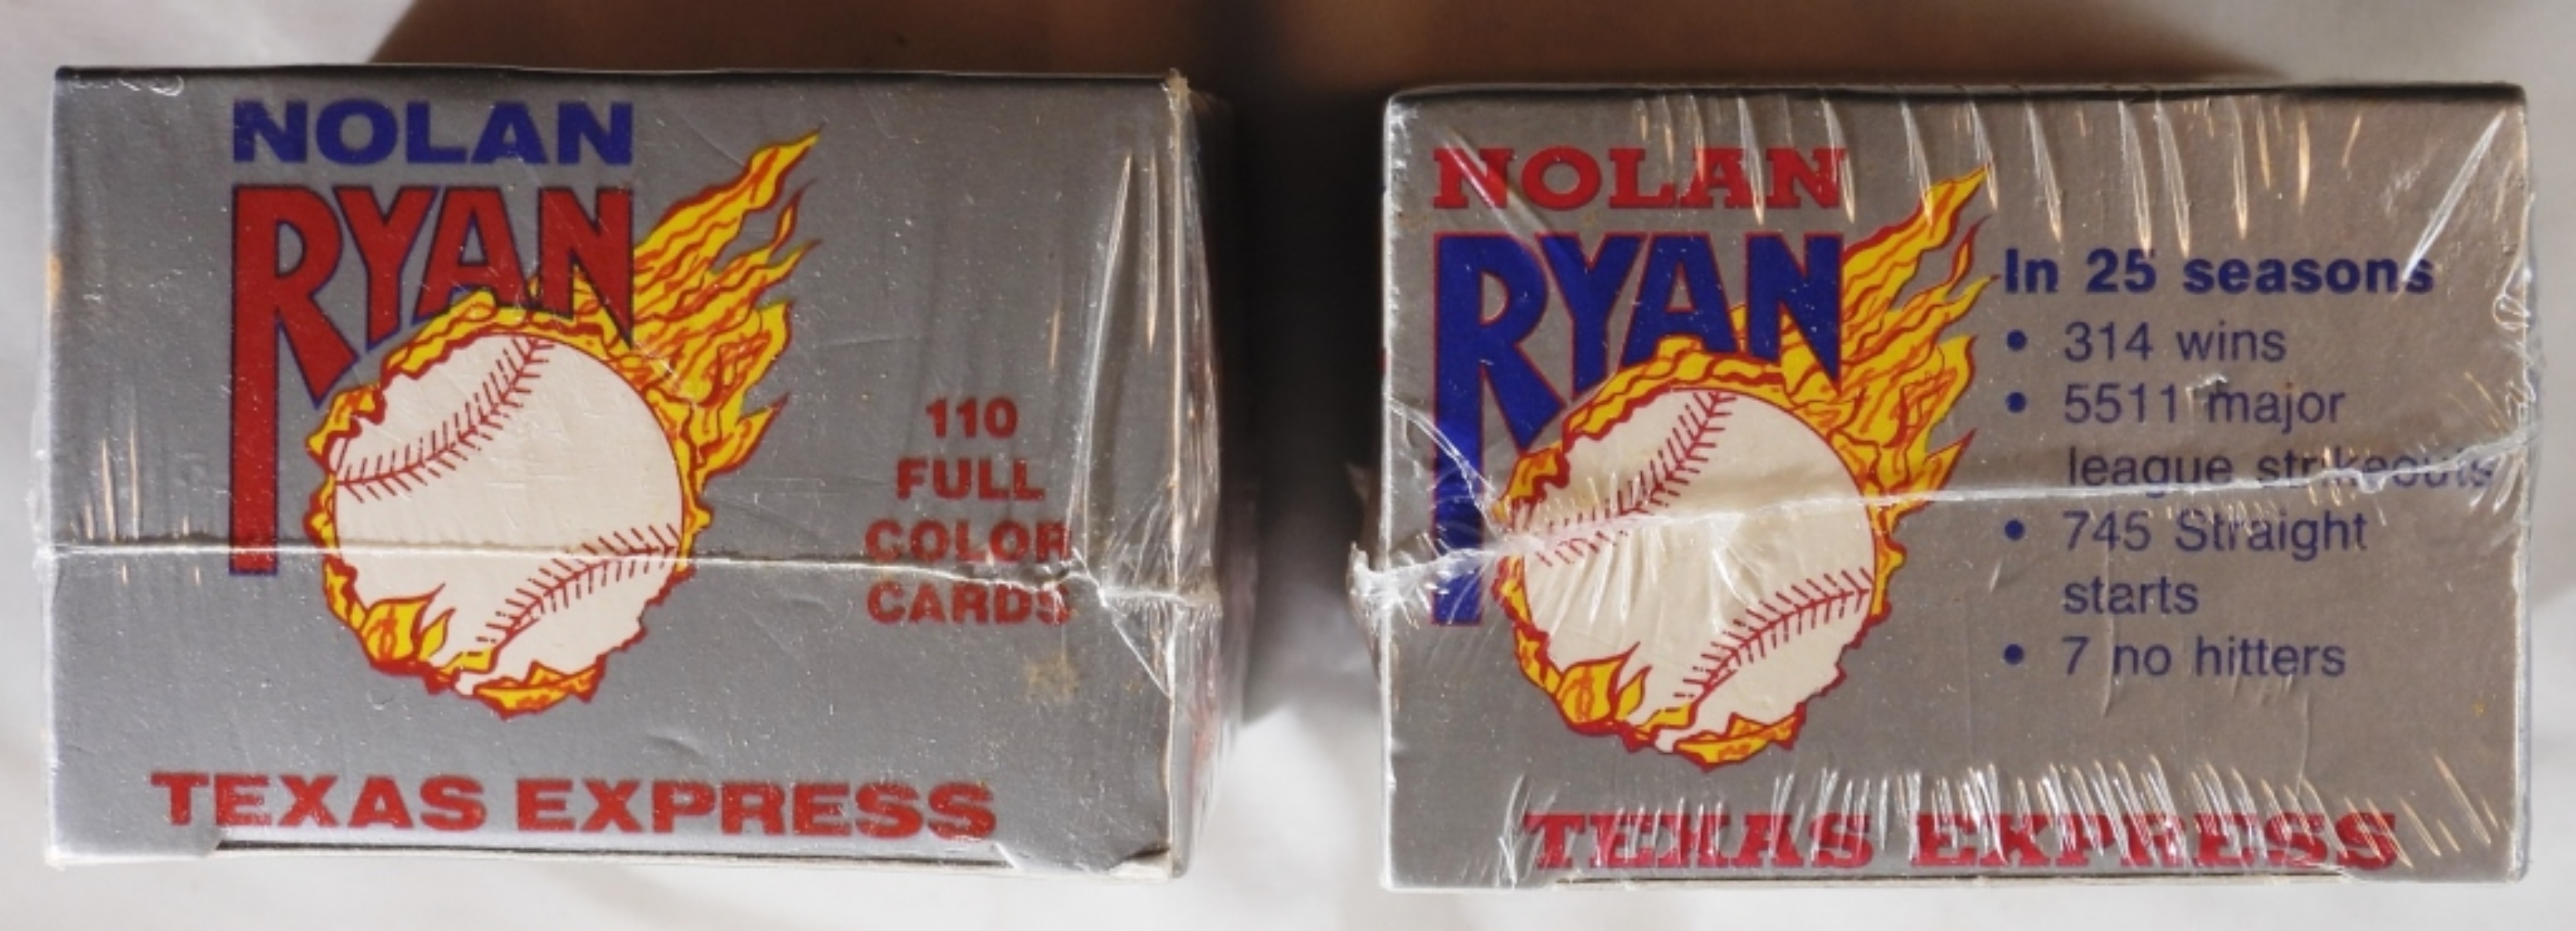 NOLAN
RYAN
110
FULL
COLOR
CARDS
TEXAS EXPRESS
NOLAN
RYAN
In 25 seasons
• 314 wins
• 5511 major
league strikeouts
• 745 Straight
starts
• 7 no hitters
TEXAS EXPRESS